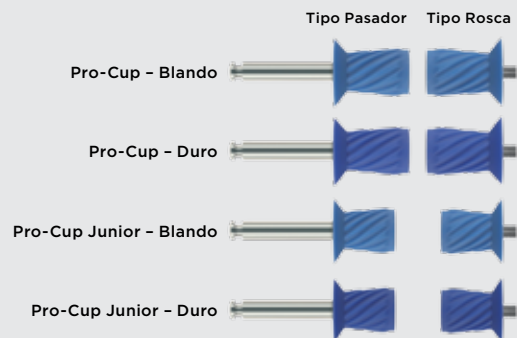 Tipo Pasador Tipo Rosca
Pro-Cup – Blando
Pro-Cup – Duro
Pro-Cup Junior – Blando
Pro-Cup Junior – Duro